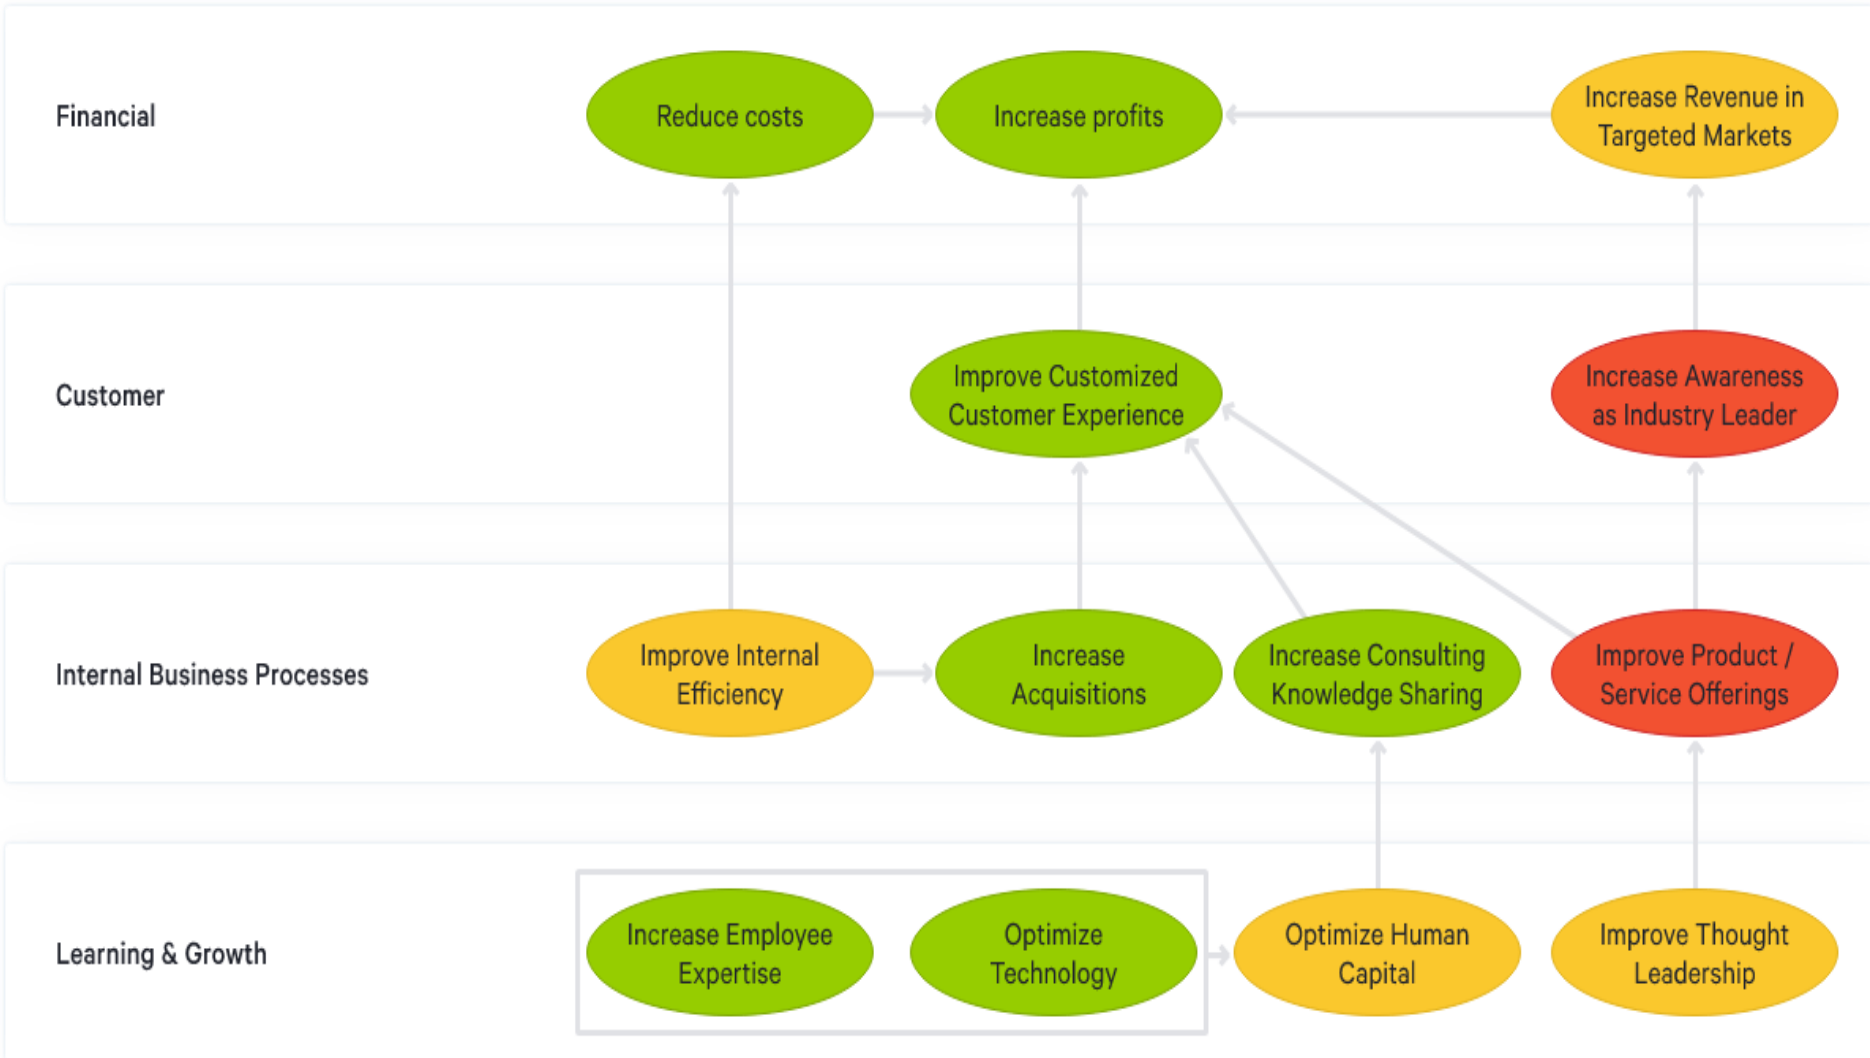 Financial
Reduce costs
Increase profits
Increase Revenue in
Targeted Markets
Customer
Improve Customized
Customer Experience
Increase Awareness
as Industry Leader
Internal Business Processes
Improve Internal
Efficiency
Increase
Acquisitions
Increase Consulting
Knowledge Sharing
Improve Product /
Service Offerings
Learning & Growth
Increase Employee
Expertise
Optimize
Technology
Optimize Human
Capital
Improve Thought
Leadership